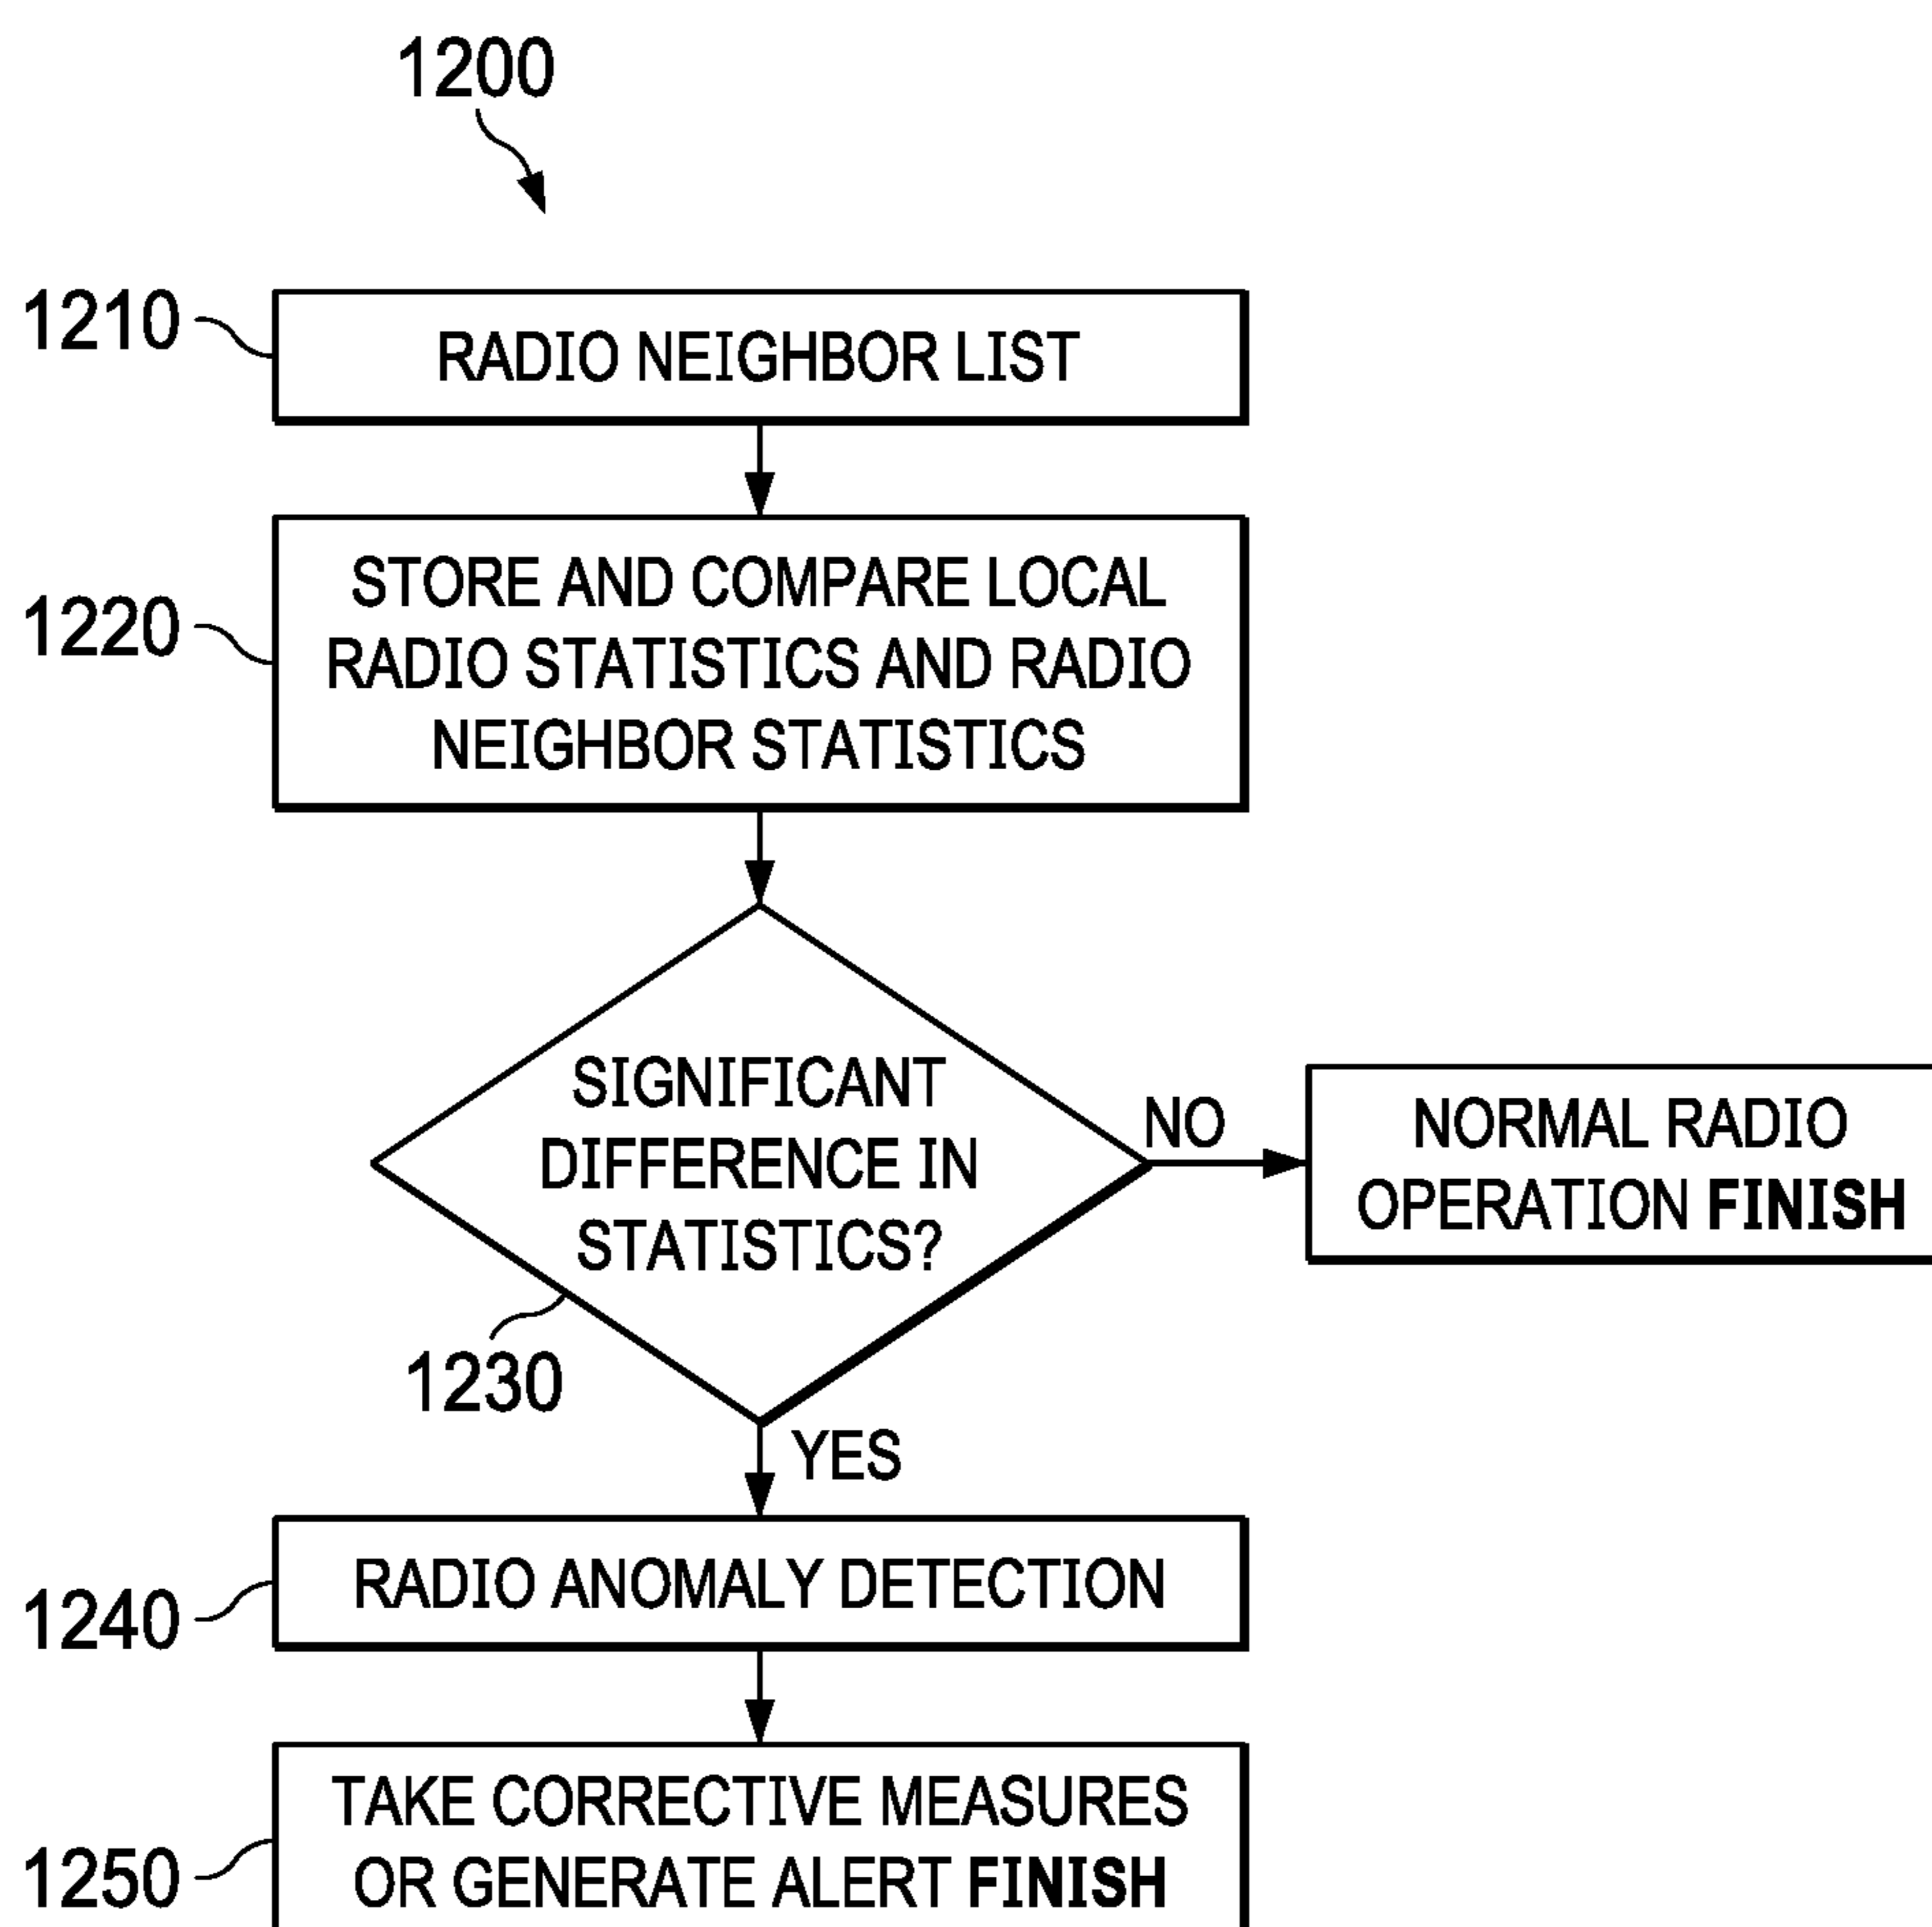 1200
1210
RADIO NEIGHBOR LIST
1220
STORE AND COMPARE LOCAL
RADIO STATISTICS AND RADIO
NEIGHBOR STATISTICS
SIGNIFICANT
DIFFERENCE IN
STATISTICS?
1230
NO
NORMAL RADIO
OPERATION FINISH
YES
1240
RADIO ANOMALY DETECTION
1250
TAKE CORRECTIVE MEASURES
OR GENERATE ALERT FINISH